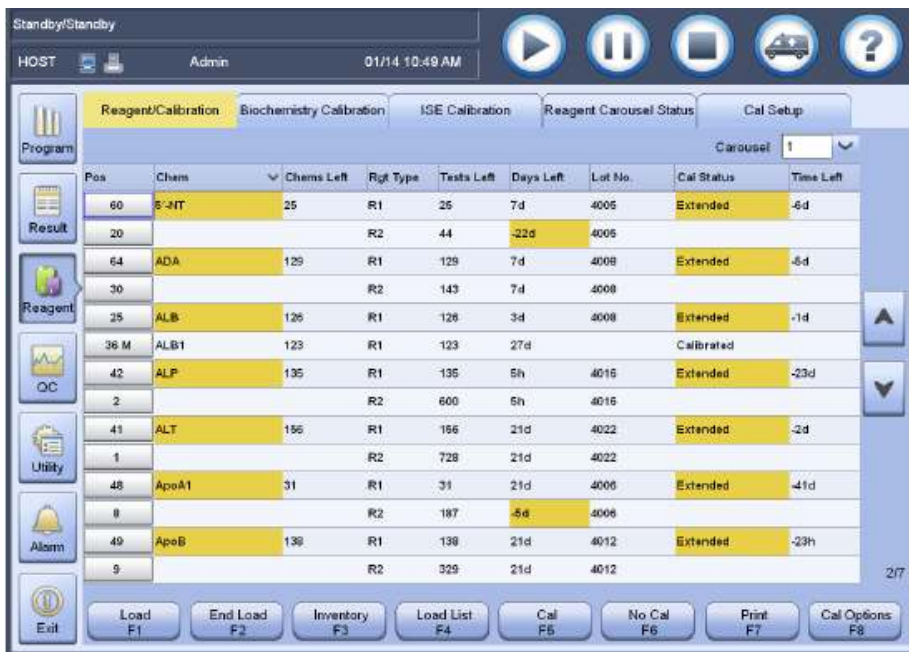 Standby/Standby
HOST Admin 01/14 10:49 AM
?
Program
Result
Reagent
QC
Utility
Alarm
Exit
Reagent/Calibration Biochemistry Calibration ISE Calibration Reagent Carousel Status Cal Setup
Carousel 1
Pos Chem Chems Left Rgt Type Tests Left Days Left Lot No. Cal Status Time Left
60 5'-NT 25 R1 25 7d 4005 Extended -6d
20 R2 44 -22d 4005
64 ADA 129 R1 129 7d 4008 Extended
30 R2 143 7d 4008
25 ALB 126 R1 126 3d 4008 Extended -1d
36 M ALB1 123 R1 123 27d Calibrated
42 ALP 135 R1 135 5h 4016 Extended -23d
2 R2 600 5h 4016
41 ALT 156 R1 156 21d 4022 Extended -2d
1 R2 728 21d 4022
48 ApoA1 31 R1 31 21d 4006 Extended -41d
8 R2 187 -5d 4006
49 ApoB 138 R1 138 21d 4012 Extended -23h
9 R2 329 21d 4012
2/7
Load F1
End Load F2
Inventory F3
Load List F4
Cal F5
No Cal F6
Print F7
Cal Options F8